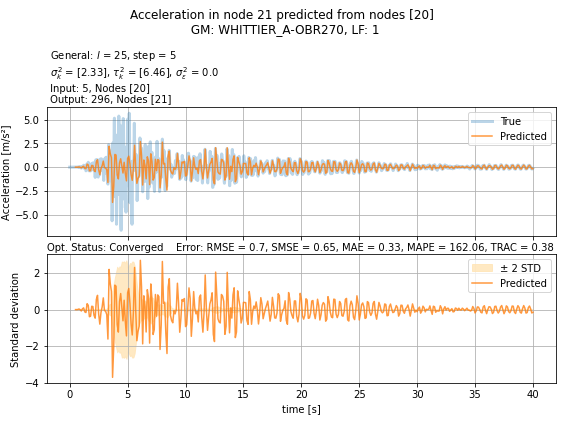 Acceleration in node 21 predicted from nodes [20]
GM: WHITTIER_A-OBR270, LF: 1
General: l = 25, step = 5
σ²ₖ = [2.33], τ²ₖ = [6.46], σ²ε = 0.0
Input: 5, Nodes [20]
Output: 296, Nodes [21]
Acceleration [m/s²]
5.0
2.5
0.0
−2.5
−5.0
True
Predicted
Opt. Status: Converged Error: RMSE = 0.7, SMSE = 0.65, MAE = 0.33, MAPE = 162.06, TRAC = 0.38
Standard deviation
2
0
−2
−4
± 2 STD
Predicted
0 5 10 15 20 25 30 35 40
time [s]